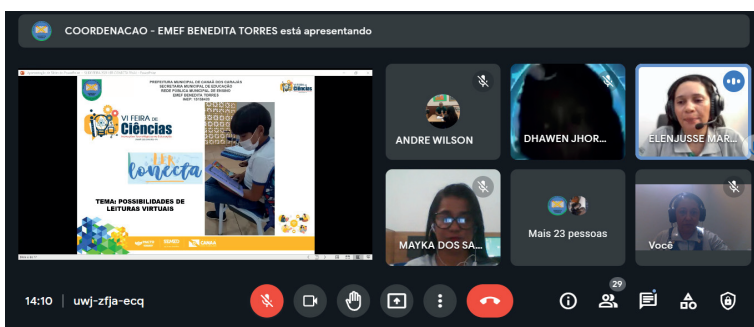 COORDENACAO - EMEF BENEDITA TORRES está apresentando
PREFEITURA MUNICIPAL DE CANAÃ DOS CARAJÁS
SECRETARIA MUNICIPAL DE EDUCAÇÃO
REDE PÚBLICA MUNICIPAL DE ENSINO
EMEF BENEDITA TORRES
VI FEIRA DE
Ciências
Ciências
conecta
TEMA: POSSIBILIDADES DE
LEITURAS VIRTUAIS
SEMED
CANAÃ
ANDRE WILSON
DHAWEN JHOR...
ELENJUSSE MAR...
MAYKA DOS SA...
Mais 23 pessoas
Você
14:10 | uwj-zfja-ecq
29